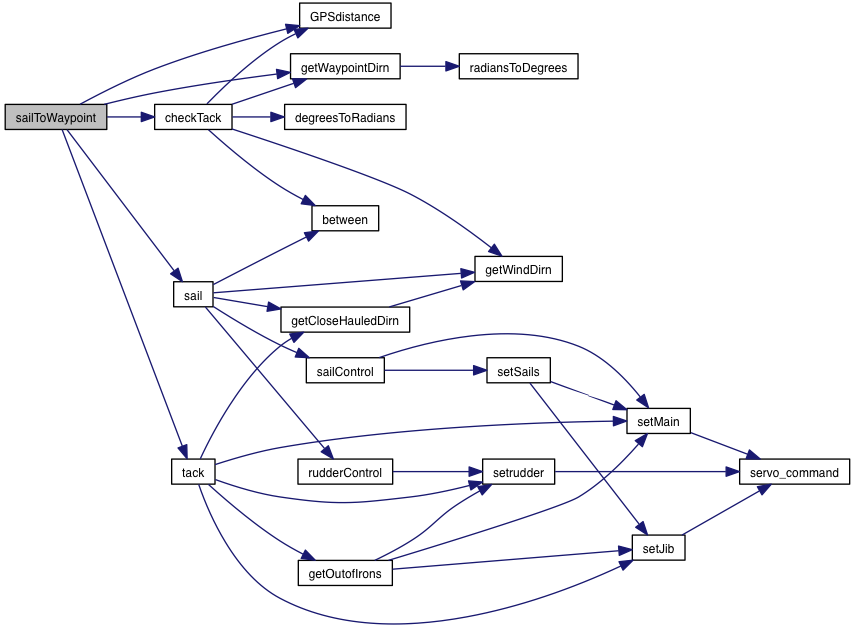 GPSdistance
getWaypointDirn
radiansToDegrees
sailToWaypoint
checkTack
degreesToRadians
between
getWindDirn
sail
getCloseHauledDirn
sailControl
setSails
setMain
tack
rudderControl
setrudder
servo_command
setJib
getOutofIrons